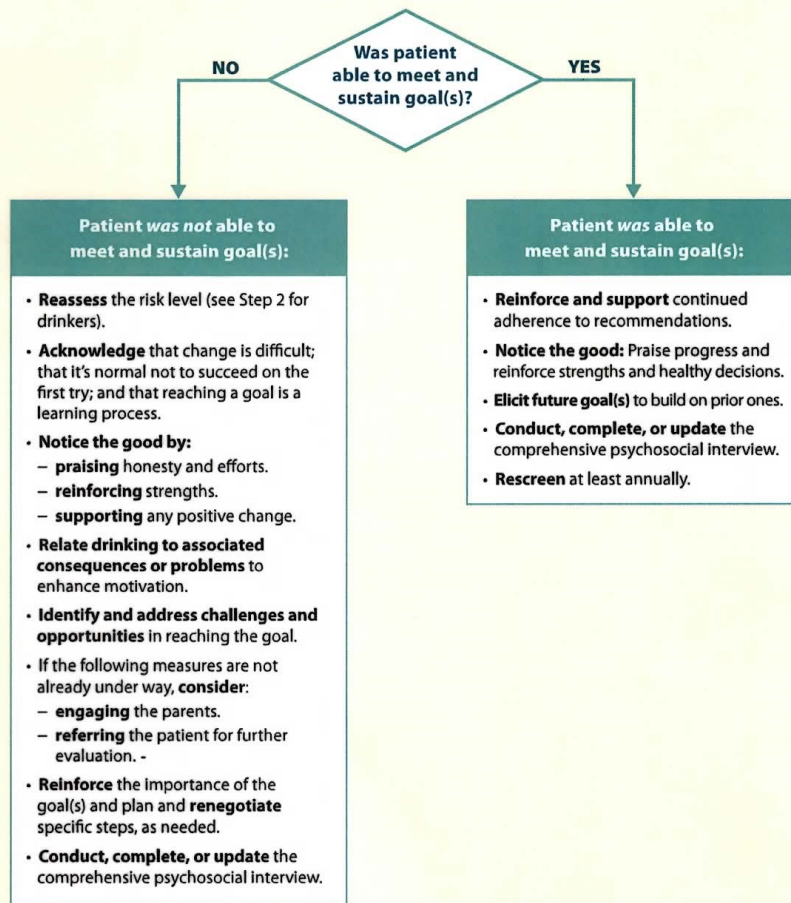 Was patient
able to meet and
sustain goal(s)?
NO
YES
Patient was not able to
meet and sustain goal(s):
• Reassess the risk level (see Step 2 for
drinkers).
• Acknowledge that change is difficult;
that it's normal not to succeed on the
first try; and that reaching a goal is a
learning process.
• Notice the good by:
– praising honesty and efforts.
– reinforcing strengths.
– supporting any positive change.
• Relate drinking to associated
consequences or problems to
enhance motivation.
• Identify and address challenges and
opportunities in reaching the goal.
• If the following measures are not
already under way, consider:
– engaging the parents.
– referring the patient for further
evaluation. -
• Reinforce the importance of the
goal(s) and plan and renegotiate
specific steps, as needed.
• Conduct, complete, or update the
comprehensive psychosocial interview.
Patient was able to
meet and sustain goal(s):
• Reinforce and support continued
adherence to recommendations.
• Notice the good: Praise progress and
reinforce strengths and healthy decisions.
• Elicit future goal(s) to build on prior ones.
• Conduct, complete, or update the
comprehensive psychosocial interview.
• Rescreen at least annually.